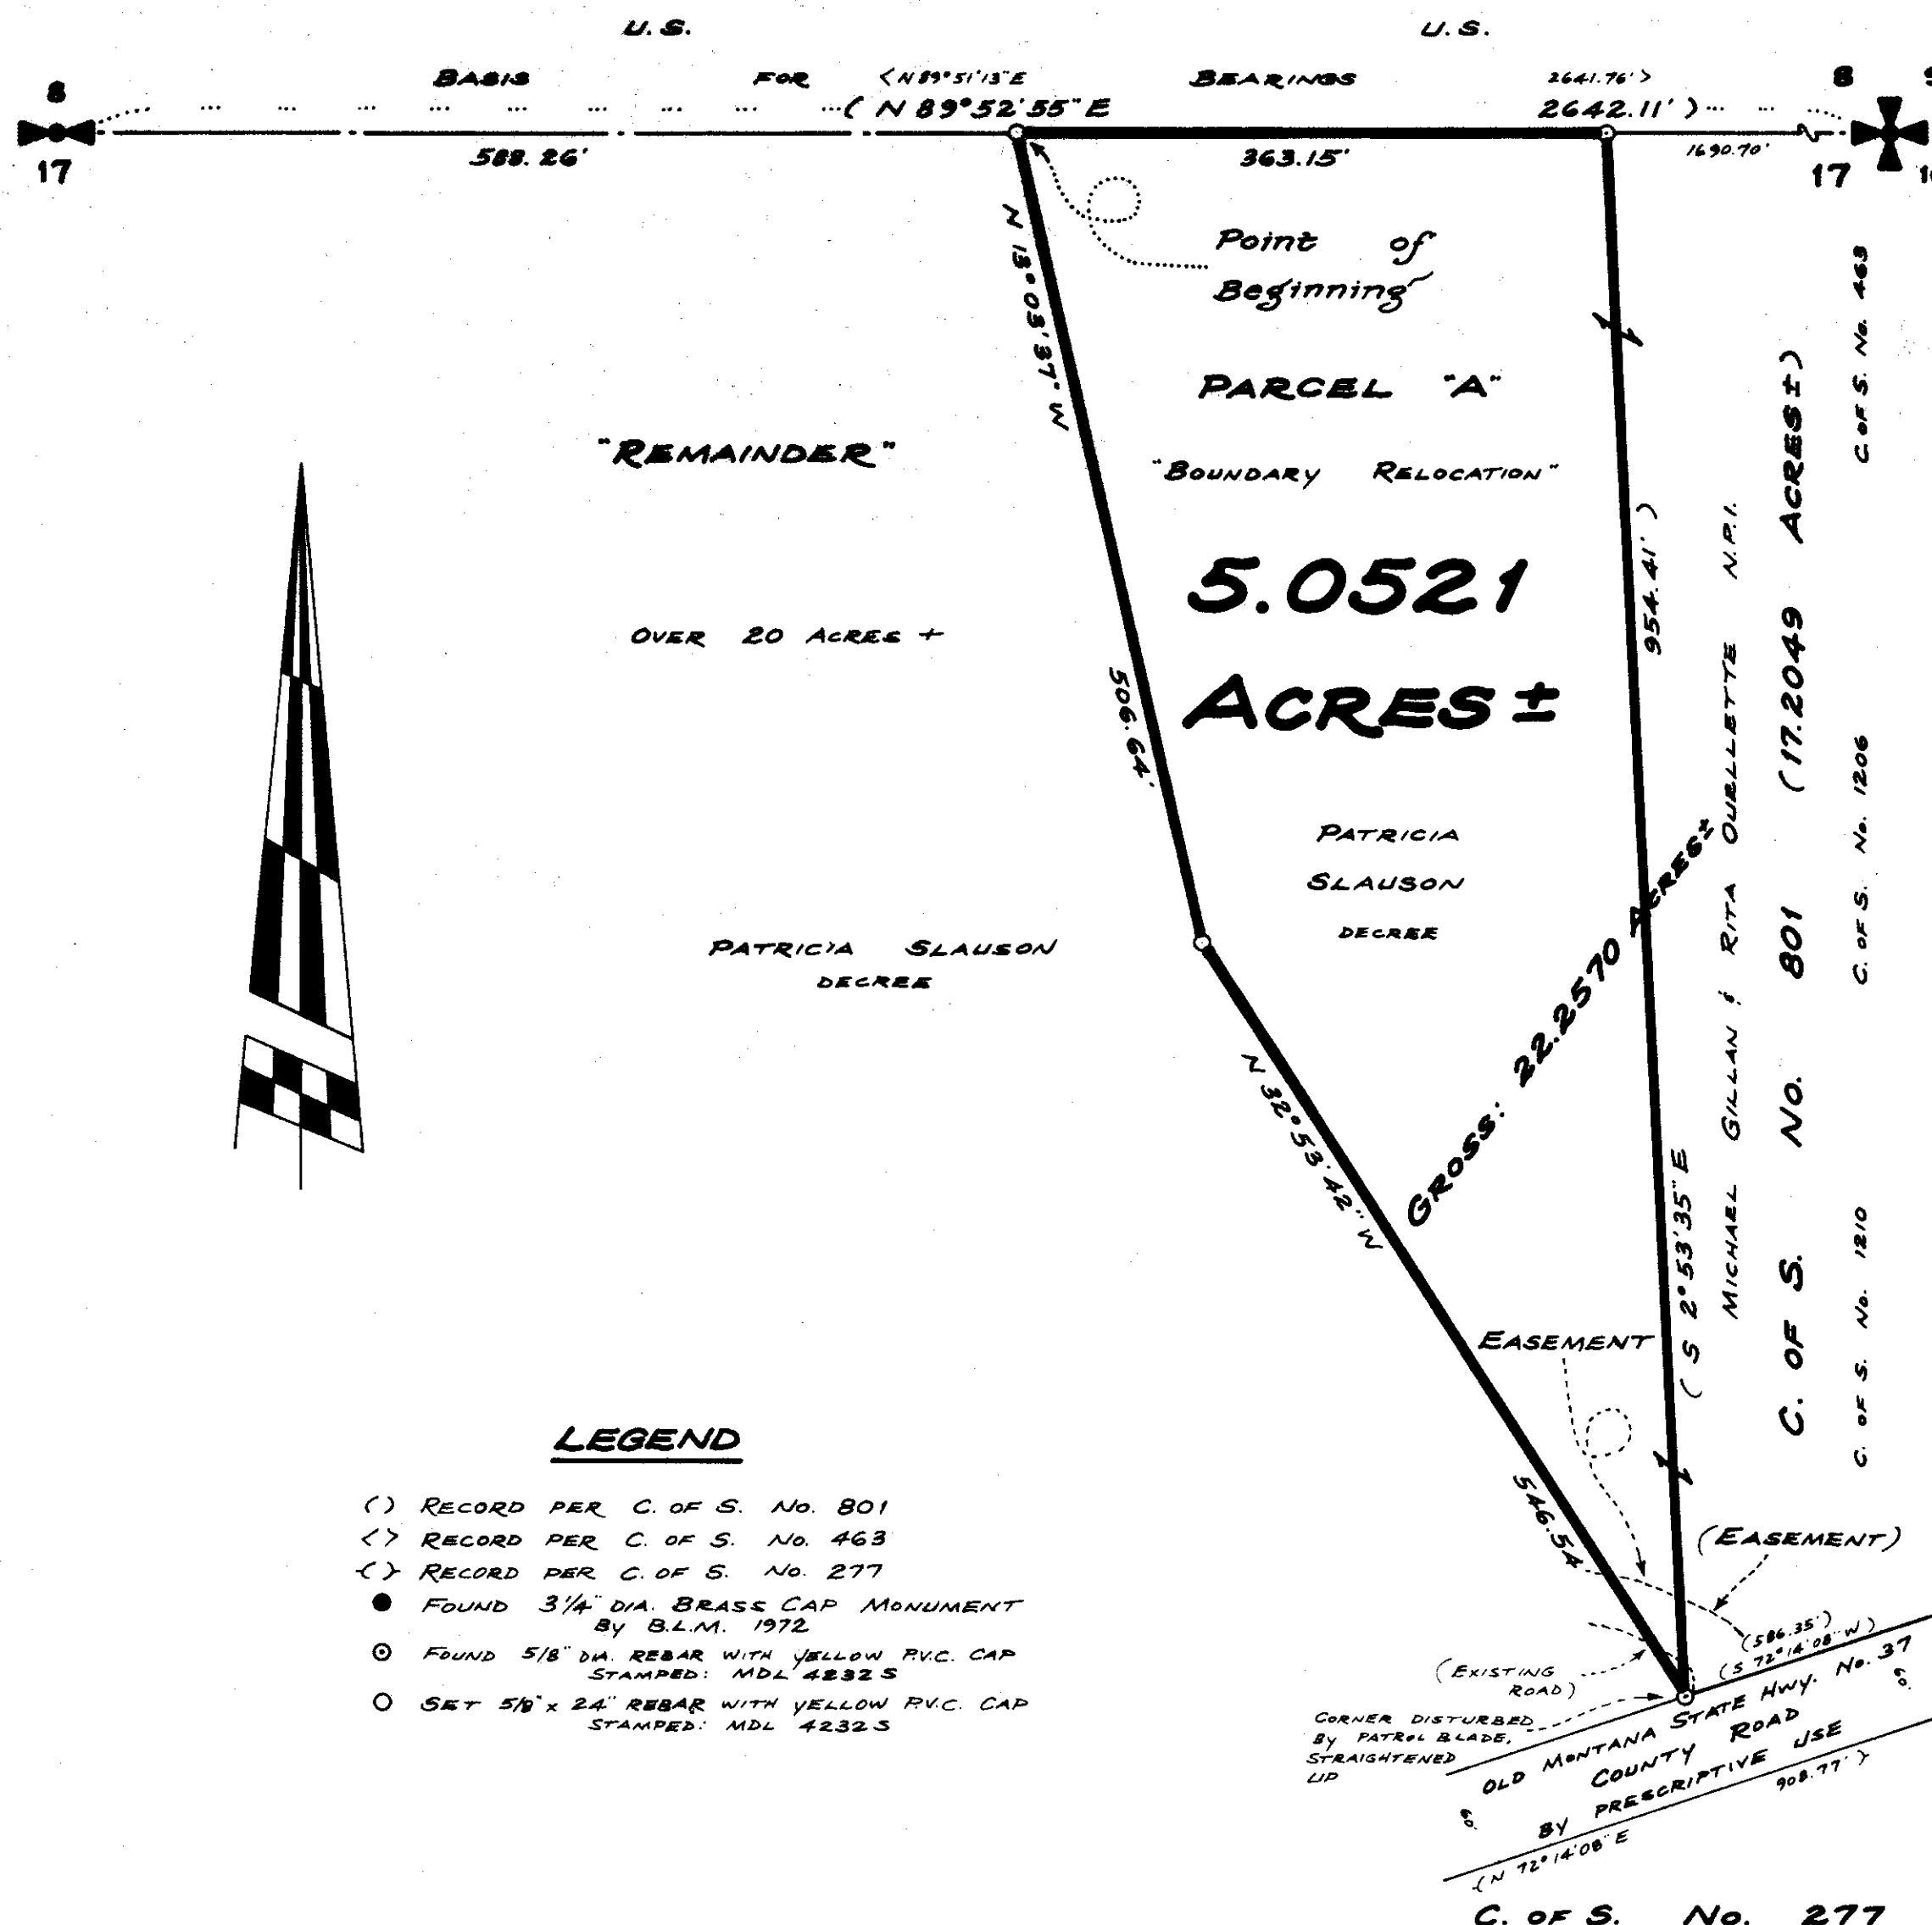 U.S. U.S.
BASIS FOR <N 89°51'13"E BEARINGS 2641.76'>
(N 89°52'55"E 2642.11')
8 8 9
588.26' 363.15' 1690.70'
17 17
N 13°03'37" W
Point of
Beginning
PARCEL "A"
"BOUNDARY RELOCATION"
5.0521
ACRES ±
"REMAINDER"
OVER 20 ACRES +
506.64'
954.41')
PATRICIA
SLAUSON
DECREE
PATRICIA SLAUSON
DECREE
GROSS: 22.2570 ACRES±
N 32°53'42" W
546.54
(S 2°53'35" E
MICHAEL GILLAN & RITA OURLLETTE N.P.I.
C. OF S. No. 801 (17.2049 ACRES±)
C. OF S. No. 463
C. OF S. No. 1206
C. OF S. No. 1210
EASEMENT
(EASEMENT)
(586.35')
(S 72°14'08" W)
(EXISTING
ROAD)
CORNER DISTURBED
BY PATROL BLADE,
STRAIGHTENED
UP
OLD MONTANA STATE HWY. No. 37
COUNTY ROAD
BY PRESCRIPTIVE USE
60'
60'
{N 72°14'08" E 908.77'}
C. OF S. No. 277
LEGEND
() RECORD PER C. OF S. No. 801
<> RECORD PER C. OF S. No. 463
{} RECORD PER C. OF S. No. 277
FOUND 3 1/4" DIA. BRASS CAP MONUMENT
BY B.L.M. 1972
FOUND 5/8" DIA. REBAR WITH YELLOW P.V.C. CAP
STAMPED: MDL 4232 S
SET 5/8" x 24" REBAR WITH YELLOW P.V.C. CAP
STAMPED: MDL 4232 S